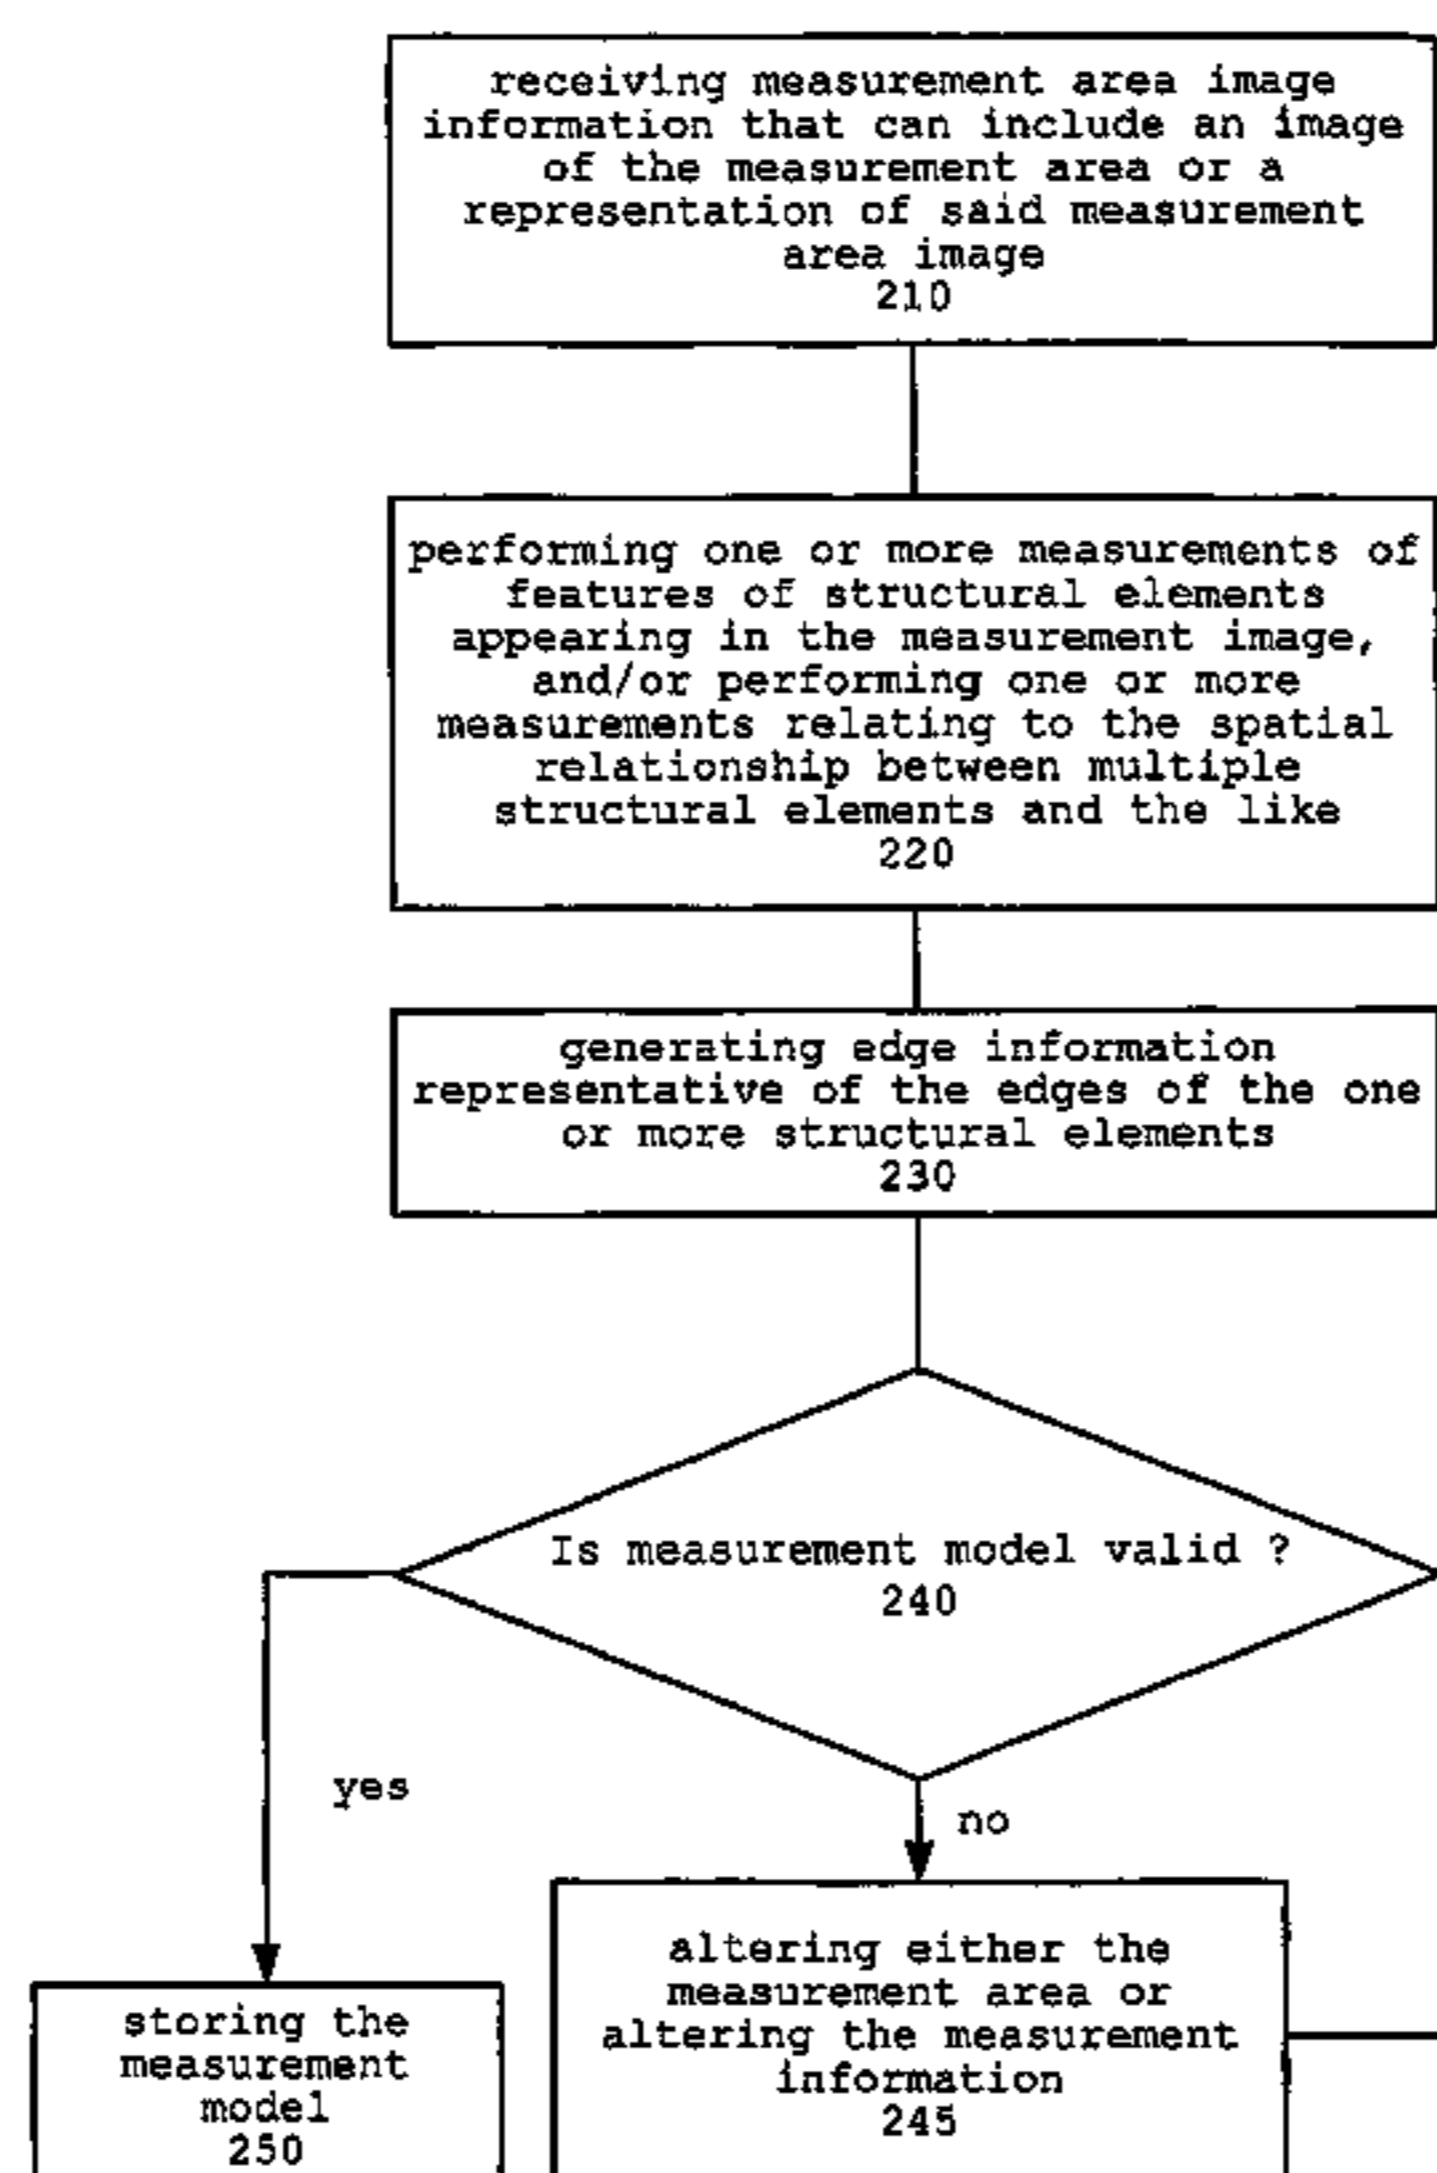 receiving measurement area image
information that can include an image
of the measurement area or a
representation of said measurement
area image
210
performing one or more measurements of
features of structural elements
appearing in the measurement image,
and/or performing one or more
measurements relating to the spatial
relationship between multiple
structural elements and the like
220
generating edge information
representative of the edges of the one
or more structural elements
230
Is measurement model valid ?
240
yes
no
altering either the
measurement area or
altering the measurement
information
245
storing the
measurement
model
250